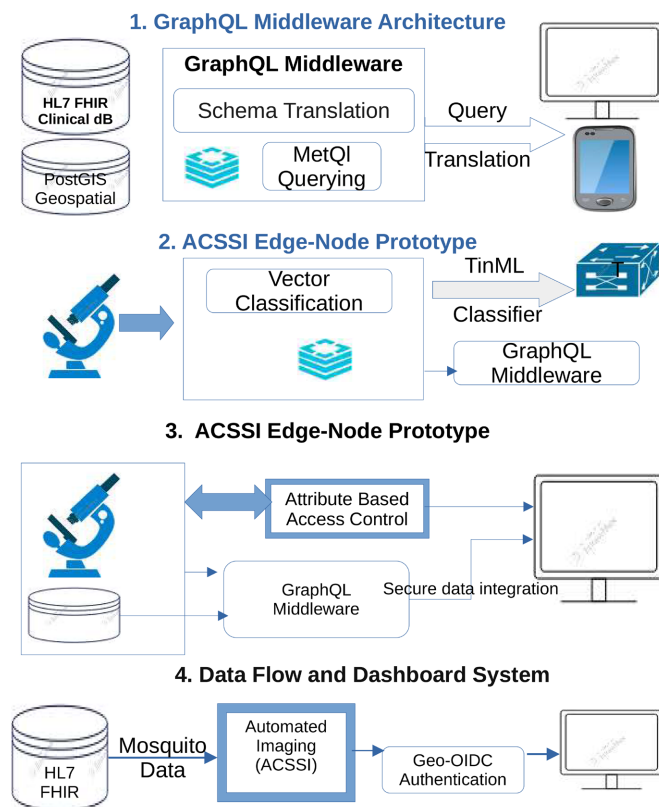 1. GraphQL Middleware Architecture
HL7 FHIR
Clinical dB
PostGIS
Geospatial
GraphQL Middleware
Schema Translation
MetQl
Querying
Query
Translation
2. ACSSI Edge-Node Prototype
Vector
Classification
TinML
Classifier
T
GraphQL
Middleware
3. ACSSI Edge-Node Prototype
Attribute Based
Access Control
GraphQL
Middleware
Secure data integration
4. Data Flow and Dashboard System
HL7
FHIR
Mosquito
Data
Automated
Imaging
(ACSSI)
Geo-OIDC
Authentication